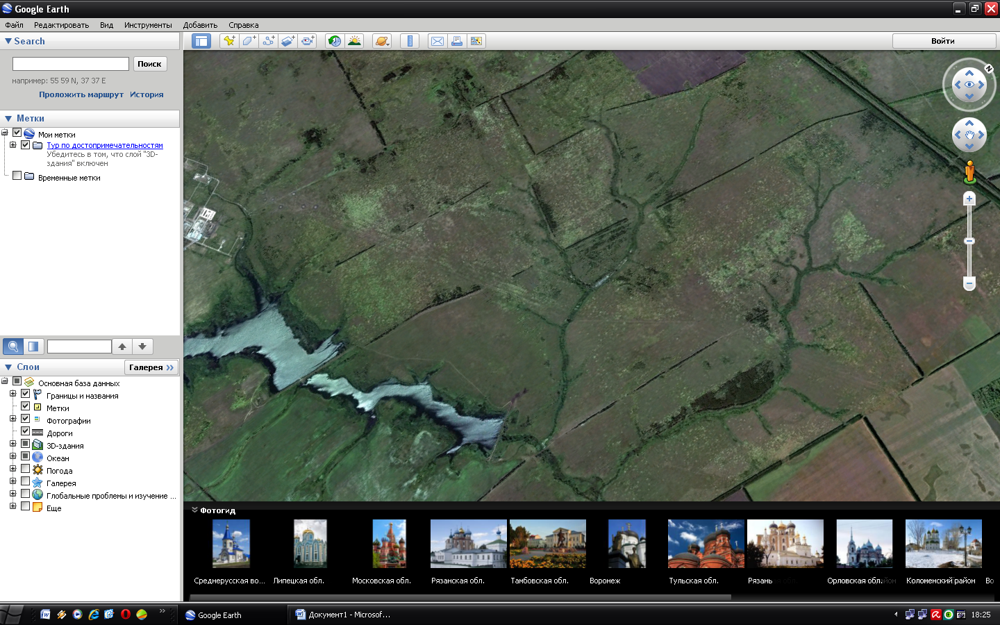 Google Earth
Файл Редактировать Вид Инструменты Добавить Справка
Search
Войти
Поиск
например: 55 59 N, 37 37 E
Проложить маршрут История
N
Метки
Мои метки
Тур по достопримечательностям
Убедитесь в том, что слой "3D-
здания" включен
Временные метки
Слои
Галерея
Основная база данных
Границы и названия
Метки
Фотографии
Дороги
3D-здания
Океан
Погода
Галерея
Глобальные проблемы и изучение ...
Еще
Фотогид
Среднерусская во... Липецкая обл. Московская обл. Рязанская обл. Тамбовская обл. Воронеж Тульская обл. Рязань Орловская обл. Коломенский район Во
Google Earth
Документ1 - Microsof...
18:25